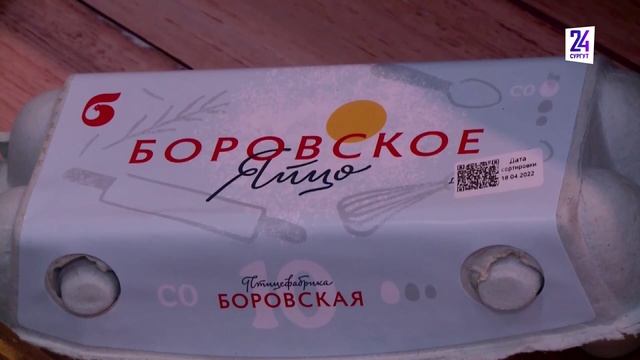 24
СУРГУТ
СО
Б
БОРОВСКОЕ
Яйцо
Дата
сортировки
18 04 2022
Птицефабрика
БОРОВСКАЯ
СО
10